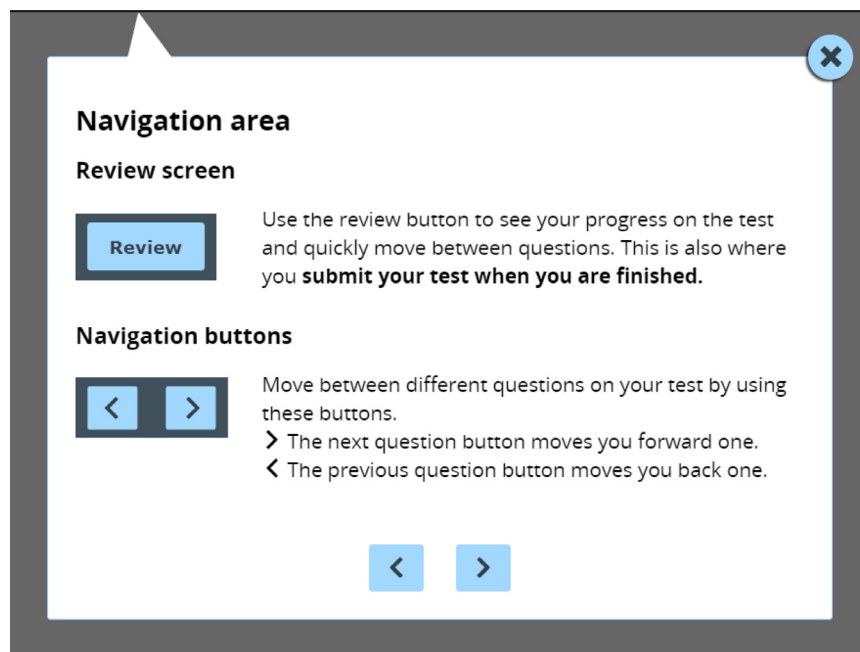 Navigation area
Review screen
Review
Use the review button to see your progress on the test
and quickly move between questions. This is also where
you submit your test when you are finished.
Navigation buttons
Move between different questions on your test by using
these buttons.
> The next question button moves you forward one.
< The previous question button moves you back one.